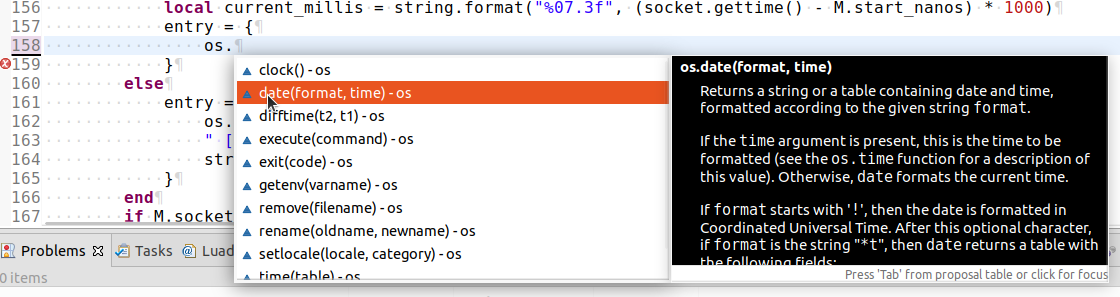 156 local current_millis = string.format("%07.3f", (socket.gettime() - M.start_nanos) * 1000)¶
157 entry = {¶
158 os.¶
159 }
160 else
161 entry =
162 os.
163 " [
164 str
165 }¶
166 end¶
167 if M.socket
clock() - os
date(format, time) - os
difftime(t2, t1) - os
execute(command) - os
exit(code) - os
getenv(varname) - os
remove(filename) - os
rename(oldname, newname) - os
setlocale(locale, category) - os
time(table) - os
os.date(format, time)
Returns a string or a table containing date and time,
formatted according to the given string format.
If the time argument is present, this is the time to be
formatted (see the os.time function for a description of
this value). Otherwise, date formats the current time.
If format starts with '!', then the date is formatted in
Coordinated Universal Time. After this optional character,
if format is the string "*t", then date returns a table with
the following fields:
Press 'Tab' from proposal table or click for focus
Problems Tasks @ Load
0 items